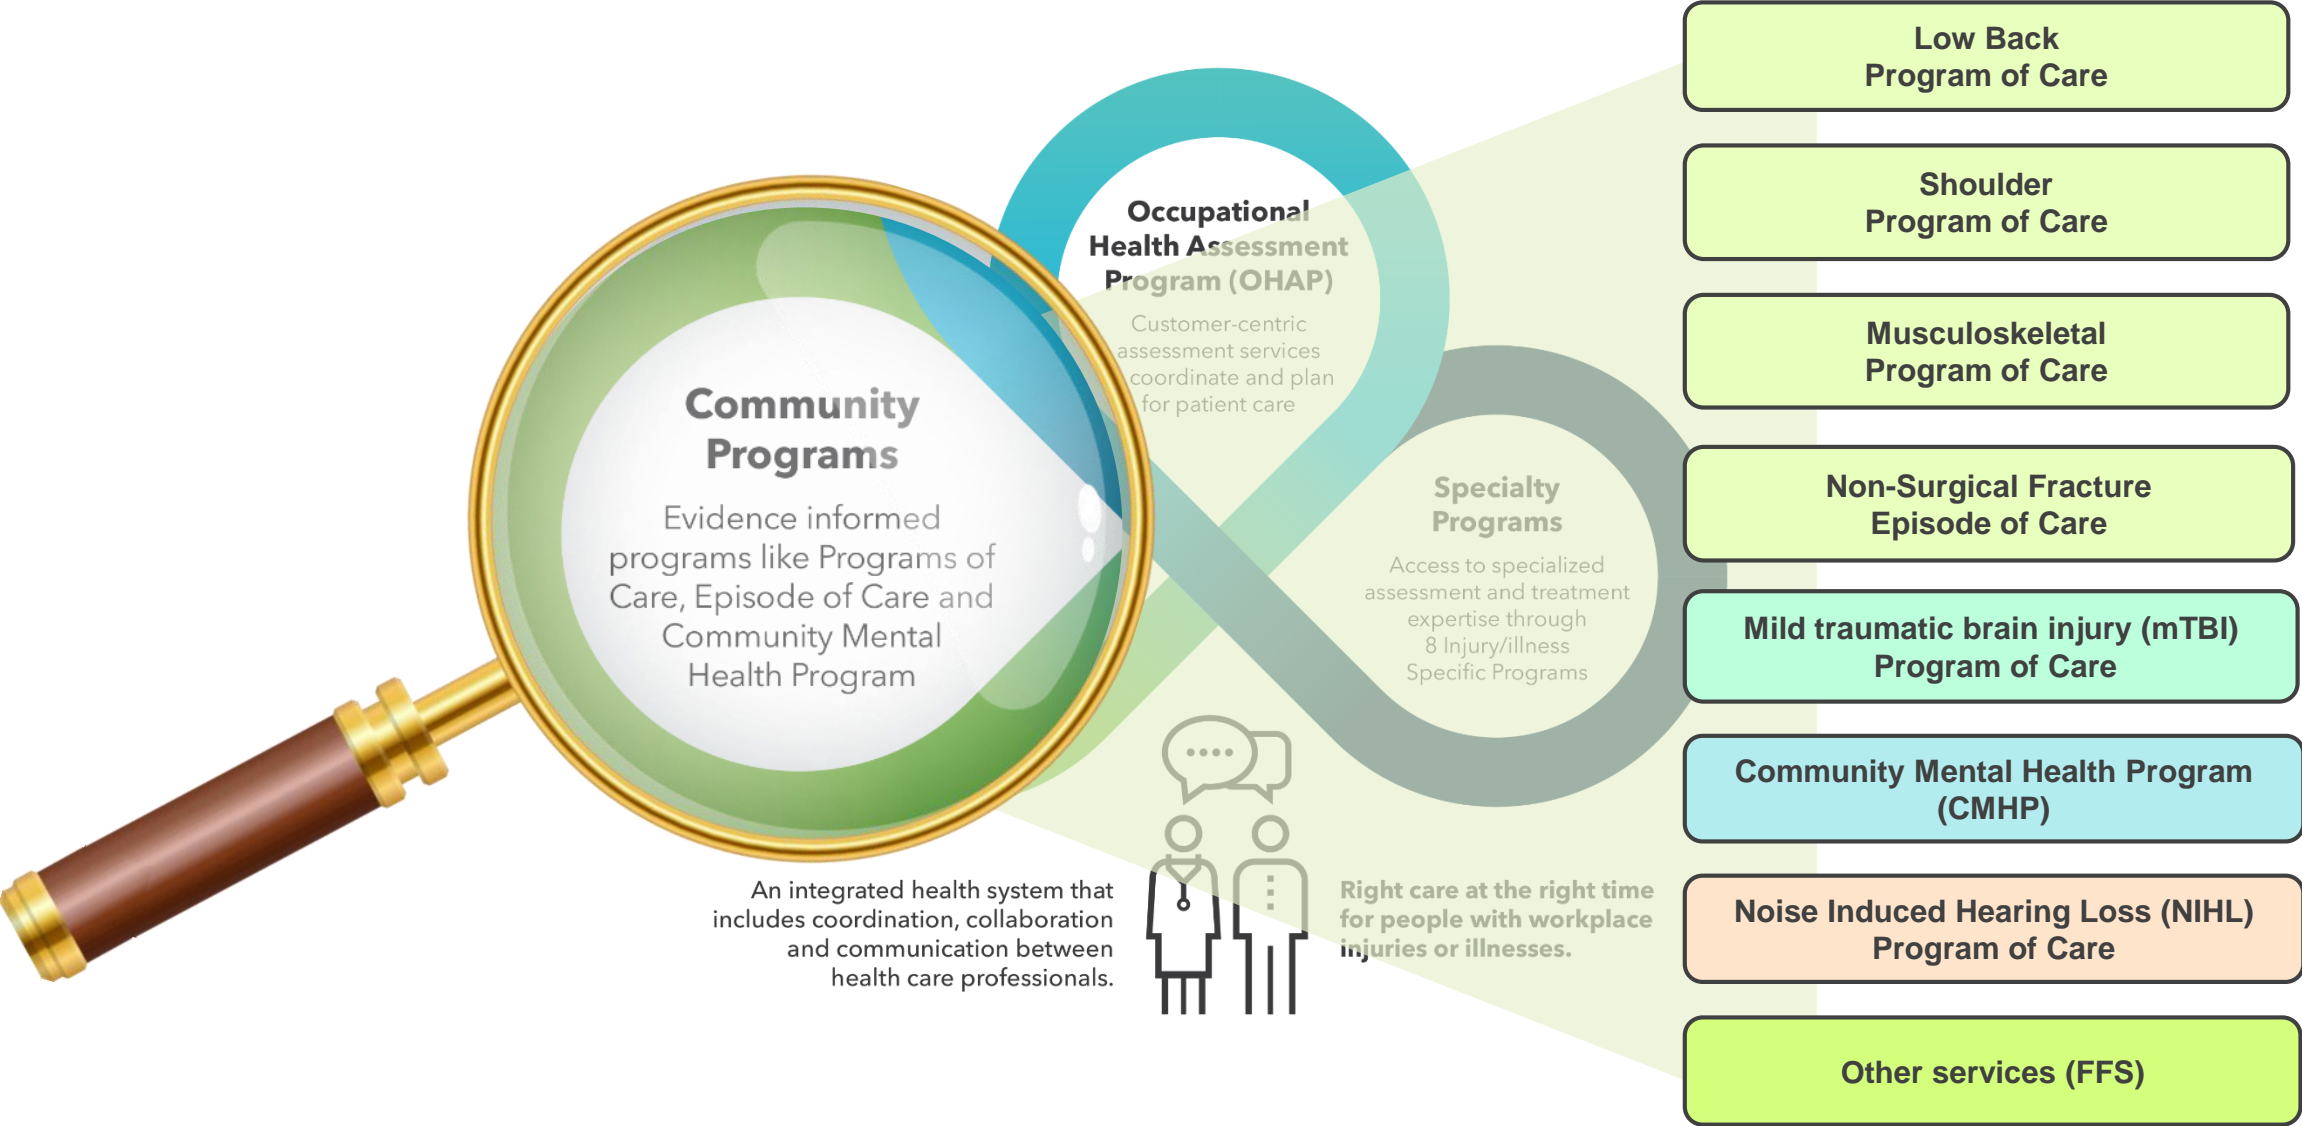 Community
Programs
Evidence informed
programs like Programs of
Care, Episode of Care and
Community Mental
Health Program
Occupational
Health Assessment
Program (OHAP)
Customer-centric
assessment services
coordinate and plan
for patient care
Specialty
Programs
Access to specialized
assessment and treatment
expertise through
8 Injury/illness
Specific Programs
An integrated health system that
includes coordination, collaboration
and communication between
health care professionals.
Right care at the right time
for people with workplace
injuries or illnesses.
Low Back
Program of Care
Shoulder
Program of Care
Musculoskeletal
Program of Care
Non-Surgical Fracture
Episode of Care
Mild traumatic brain injury (mTBI)
Program of Care
Community Mental Health Program
(CMHP)
Noise Induced Hearing Loss (NIHL)
Program of Care
Other services (FFS)